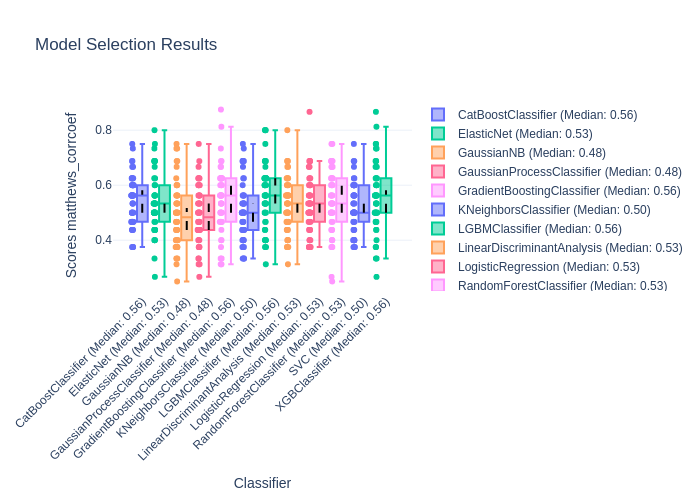 Model Selection Results
Scores matthews_corrcoef
0.8
0.6
0.4
CatBoostClassifier (Median: 0.56)
ElasticNet (Median: 0.53)
GaussianNB (Median: 0.48)
GaussianProcessClassifier (Median: 0.48)
GradientBoostingClassifier (Median: 0.56)
KNeighborsClassifier (Median: 0.50)
LGBMClassifier (Median: 0.56)
LinearDiscriminantAnalysis (Median: 0.53)
LogisticRegression (Median: 0.53)
RandomForestClassifier (Median: 0.53)
SVC (Median: 0.50)
XGBClassifier (Median: 0.56)
Classifier
CatBoostClassifier (Median: 0.56)
ElasticNet (Median: 0.53)
GaussianNB (Median: 0.48)
GaussianProcessClassifier (Median: 0.48)
GradientBoostingClassifier (Median: 0.56)
KNeighborsClassifier (Median: 0.50)
LGBMClassifier (Median: 0.56)
LinearDiscriminantAnalysis (Median: 0.53)
LogisticRegression (Median: 0.53)
RandomForestClassifier (Median: 0.53)